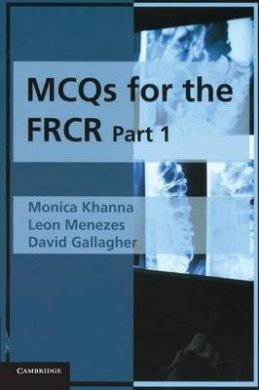 MCQs for the
FRCR Part 1
Monica Khanna
Leon Menezes
David Gallagher
CAMBRIDGE